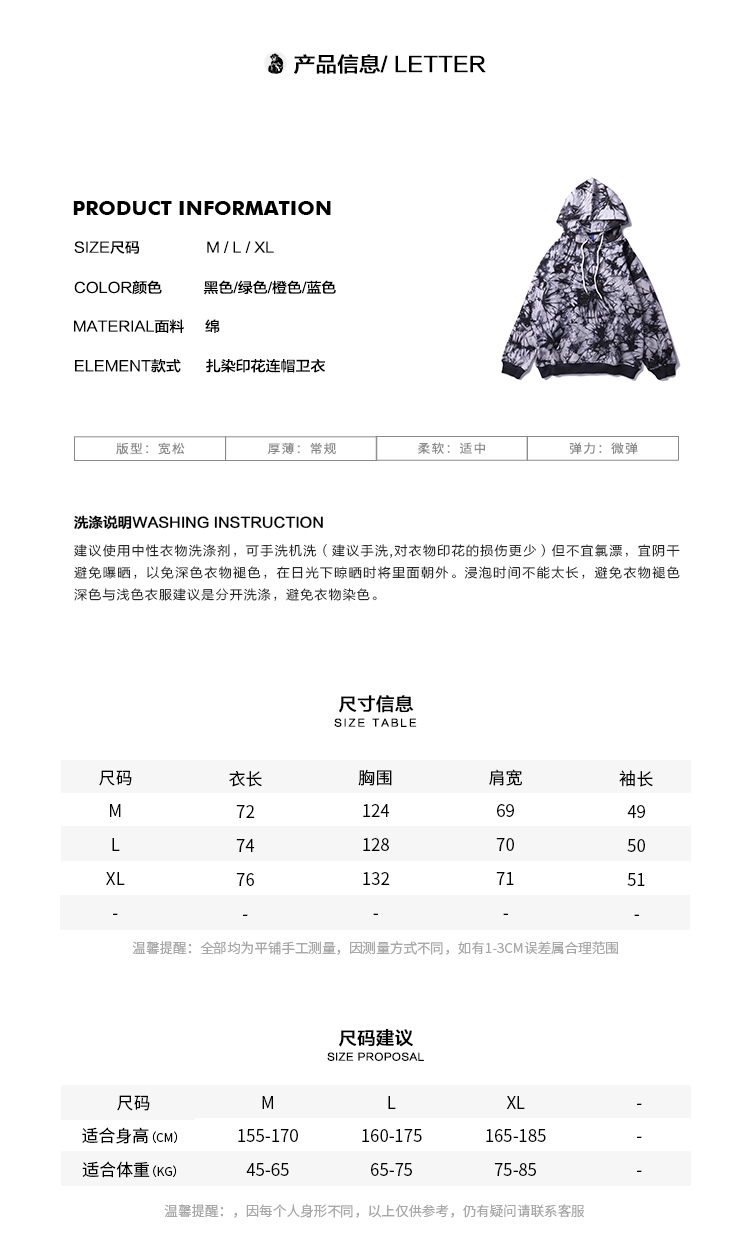 产品信息/ LETTER
PRODUCT INFORMATION
SIZE尺码 M / L / XL
COLOR颜色 黑色/绿色/橙色/蓝色
MATERIAL面料 绵
ELEMENT款式 扎染印花连帽卫衣
版型：宽松 厚薄：常规 柔软：适中 弹力：微弹
洗涤说明WASHING INSTRUCTION
建议使用中性衣物洗涤剂，可手洗机洗（建议手洗,对衣物印花的损伤更少）但不宜氯漂，宜阴干
避免曝晒，以免深色衣物褪色，在日光下晾晒时将里面朝外。浸泡时间不能太长，避免衣物褪色
深色与浅色衣服建议是分开洗涤，避免衣物染色。
尺寸信息
SIZE TABLE
尺码 衣长 胸围 肩宽 袖长
M 72 124 69 49
L 74 128 70 50
XL 76 132 71 51
- - - - -
温馨提醒：全部均为平铺手工测量，因测量方式不同，如有1-3CM误差属合理范围
尺码建议
SIZE PROPOSAL
尺码 M L XL -
适合身高(CM) 155-170 160-175 165-185 -
适合体重(KG) 45-65 65-75 75-85 -
温馨提醒：，因每个人身形不同，以上仅供参考，仍有疑问请联系客服